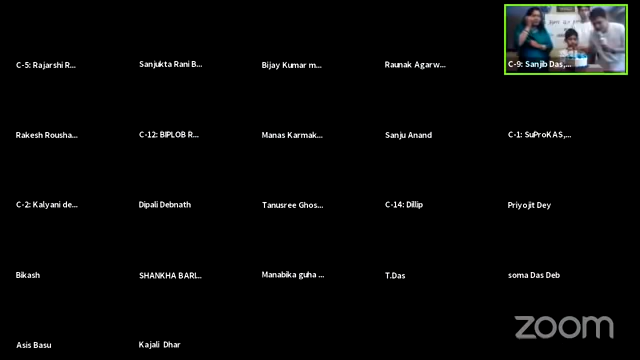 C-5: Rajarshi R...
Sanjukta Rani B...
Bijay Kumar m...
Raunak Agarw...
C-9: Sanjib Das,...
Rakesh Rousha...
C-12: BIPLOB R...
Manas Karmak...
Sanju Anand
C-1: SuProKAS,...
C-2: Kalyani de...
Dipali Debnath
Tanusree Ghos...
C-14: Dillip
Priyojit Dey
Bikash
SHANKHA BARI...
Manabika guha ...
T.Das
soma Das Deb
Asis Basu
Kajali Dhar
zoom